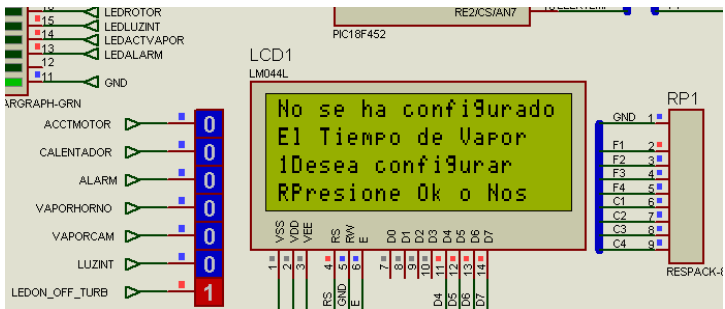 16
LEDROTOR
15
LEDLUZINT
14
LEDACTVAPOR
13
LEDALARM
12
11
GND
ARGRAPH-GRN
RE2/CS/AN7
PIC18F452
LCD1
LM044L
No se ha configurado
El Tiempo de Vapor
1Desea configurar
RPresione Ok o Nos
VSS
VDD
VEE
RS
RW
E
D0
D1
D2
D3
D4
D5
D6
D7
1
2
3
4
5
6
7
8
9
10
11
12
13
14
RS
GND
E
D4
D5
D6
D7
ACCTMOTOR 0
CALENTADOR 0
ALARM 0
VAPORHORNO 0
VAPORCAM 0
LUZINT 0
LEDON_OFF_TURB 1
RP1
GND 1
F1 2
F2 3
F3 4
F4 5
C1 6
C2 7
C3 8
C4 9
RESPACK-8